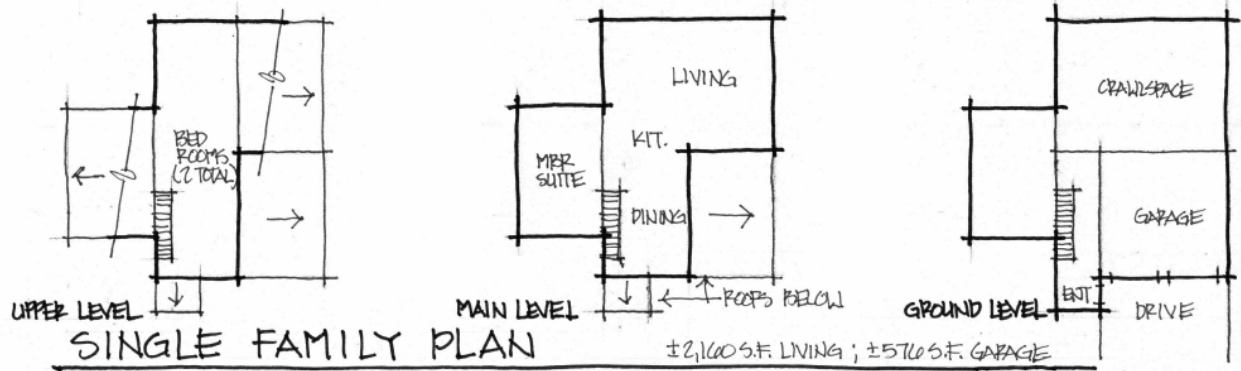 BED
ROOMS
(2 TOTAL)
UPPER LEVEL
LIVING
KIT.
MBR
SUITE
DINING
ROOFS BELOW
MAIN LEVEL
CRAWLSPACE
GARAGE
ENT.
DRIVE
GROUND LEVEL
SINGLE FAMILY PLAN
±2,160 S.F. LIVING ; ±576 S.F. GARAGE